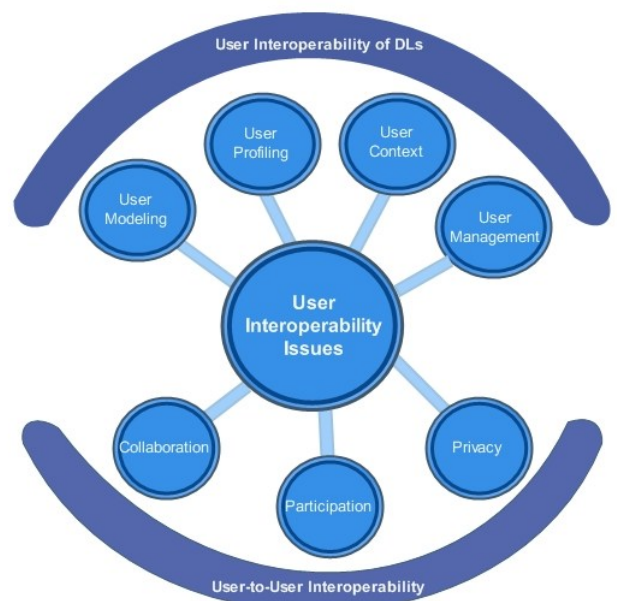 User Interoperability of DLs
User
Profiling
User
Context
User
Modeling
User
Management
User
Interoperability
Issues
Collaboration
Privacy
Participation
User-to-User Interoperability